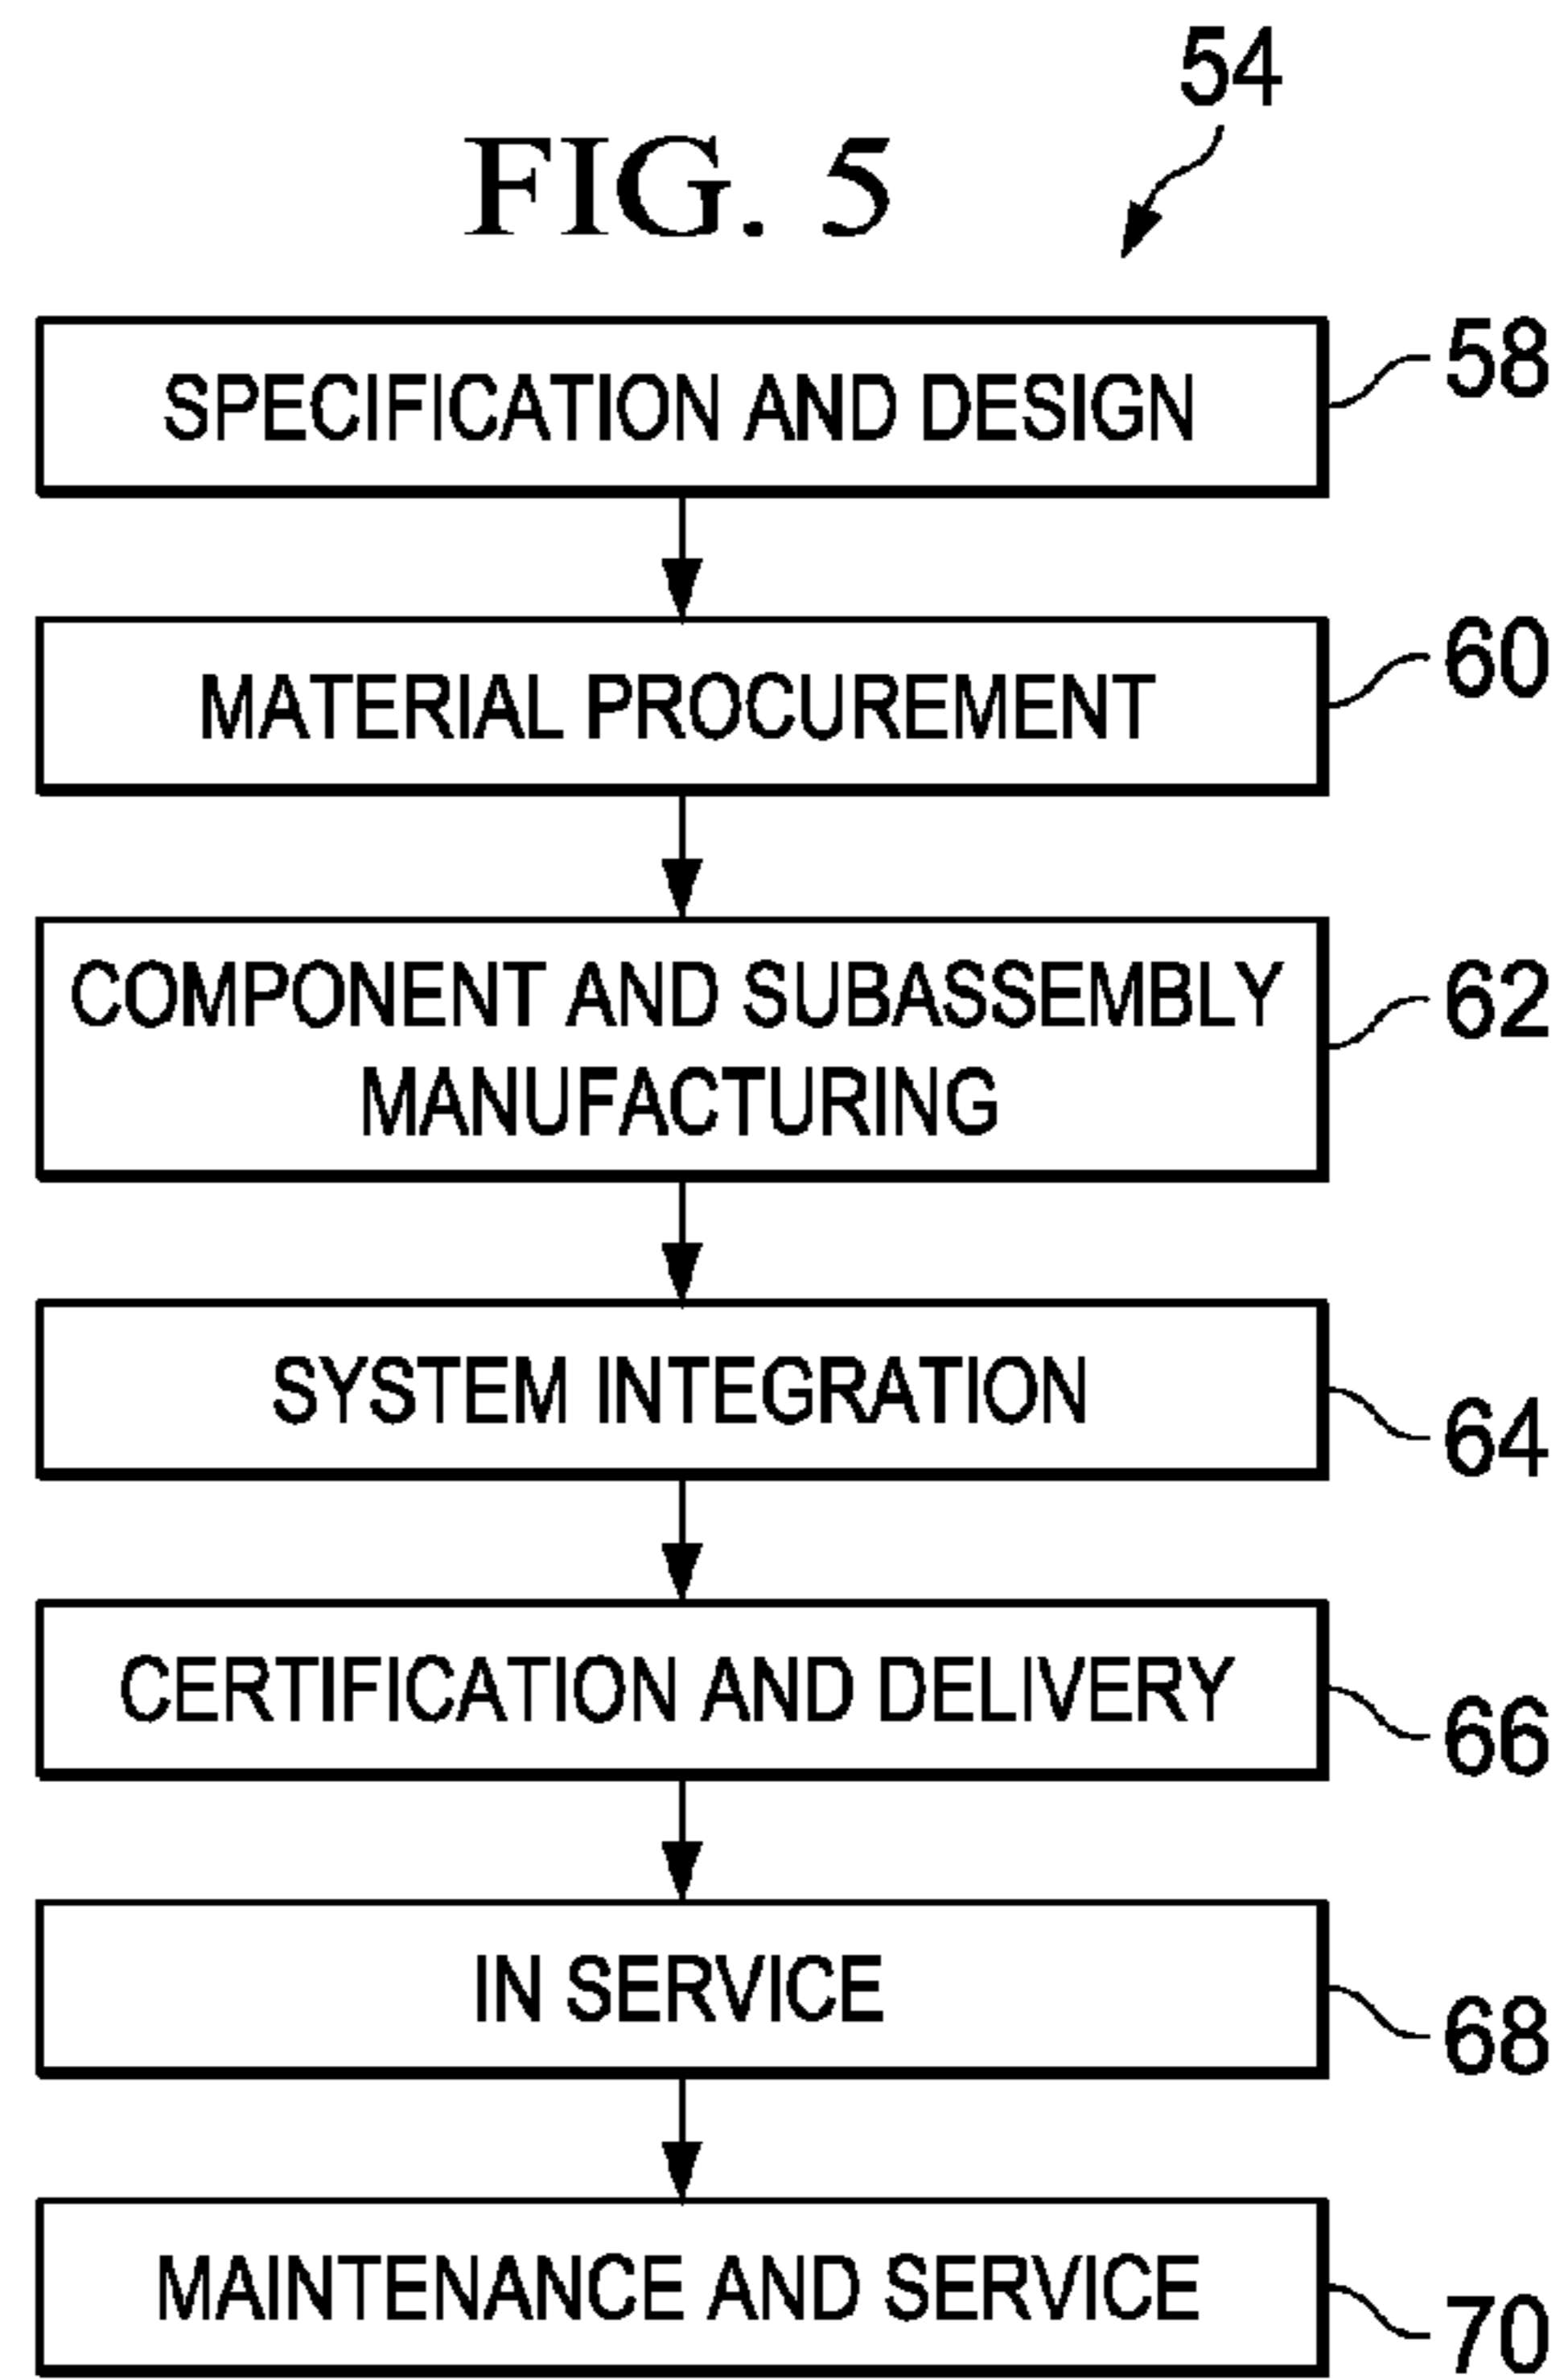 54
FIG. 5
SPECIFICATION AND DESIGN
58
MATERIAL PROCUREMENT
60
COMPONENT AND SUBASSEMBLY
MANUFACTURING
62
SYSTEM INTEGRATION
64
CERTIFICATION AND DELIVERY
66
IN SERVICE
68
MAINTENANCE AND SERVICE
70